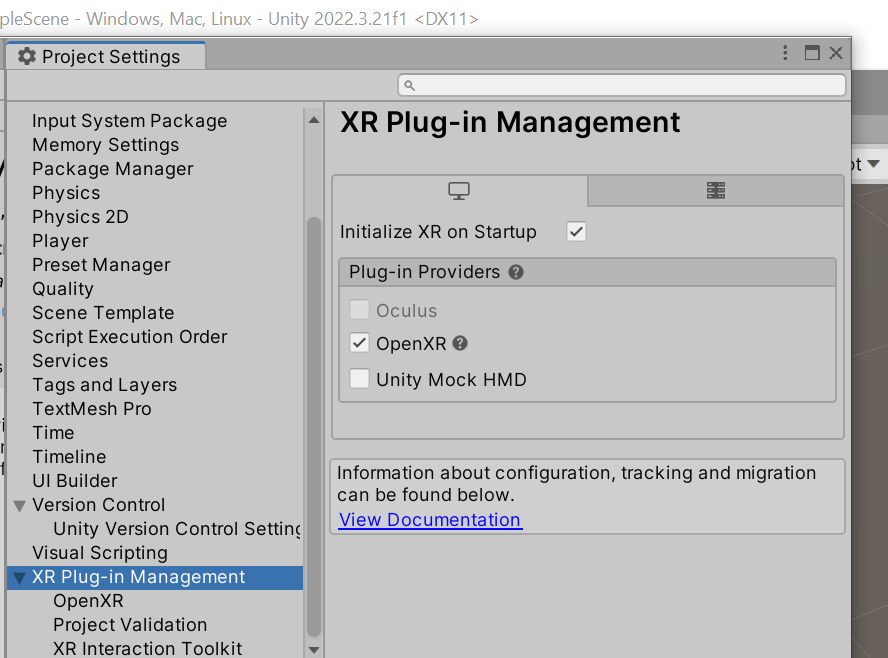 pleScene - Windows, Mac, Linux - Unity 2022.3.21f1 <DX11>
Project Settings
Input System Package
Memory Settings
Package Manager
Physics
Physics 2D
Player
Preset Manager
Quality
Scene Template
Script Execution Order
Services
Tags and Layers
TextMesh Pro
Time
Timeline
UI Builder
Version Control
Unity Version Control Setting
Visual Scripting
XR Plug-in Management
OpenXR
Project Validation
XR Interaction Toolkit
XR Plug-in Management
Initialize XR on Startup
Plug-in Providers
Oculus
OpenXR
Unity Mock HMD
Information about configuration, tracking and migration
can be found below.
View Documentation